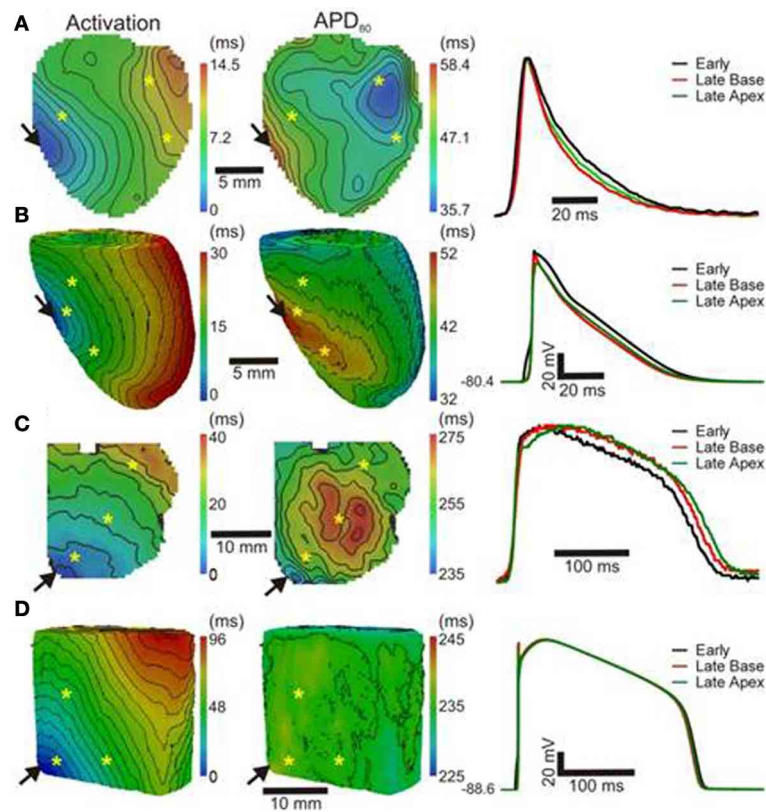 Activation
APD80
A
(ms)
14.5
7.2
0
5 mm
(ms)
58.4
47.1
35.7
Early
Late Base
Late Apex
20 ms
B
(ms)
30
15
0
5 mm
(ms)
52
42
32
Early
Late Base
Late Apex
-80.4
20 mV
20 ms
C
(ms)
40
20
0
10 mm
(ms)
275
255
235
Early
Late Base
Late Apex
100 ms
D
(ms)
96
48
0
10 mm
(ms)
245
235
225
Early
Late Base
Late Apex
-88.6
20 mV
100 ms